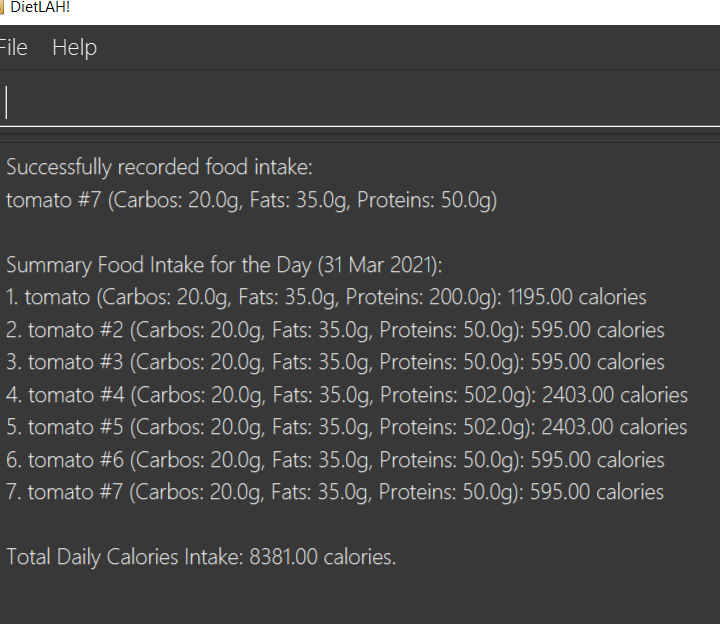 DietLAH!
File Help
Successfully recorded food intake:
tomato #7 (Carbos: 20.0g, Fats: 35.0g, Proteins: 50.0g)
Summary Food Intake for the Day (31 Mar 2021):
1. tomato (Carbos: 20.0g, Fats: 35.0g, Proteins: 200.0g): 1195.00 calories
2. tomato #2 (Carbos: 20.0g, Fats: 35.0g, Proteins: 50.0g): 595.00 calories
3. tomato #3 (Carbos: 20.0g, Fats: 35.0g, Proteins: 50.0g): 595.00 calories
4. tomato #4 (Carbos: 20.0g, Fats: 35.0g, Proteins: 502.0g): 2403.00 calories
5. tomato #5 (Carbos: 20.0g, Fats: 35.0g, Proteins: 502.0g): 2403.00 calories
6. tomato #6 (Carbos: 20.0g, Fats: 35.0g, Proteins: 50.0g): 595.00 calories
7. tomato #7 (Carbos: 20.0g, Fats: 35.0g, Proteins: 50.0g): 595.00 calories
Total Daily Calories Intake: 8381.00 calories.